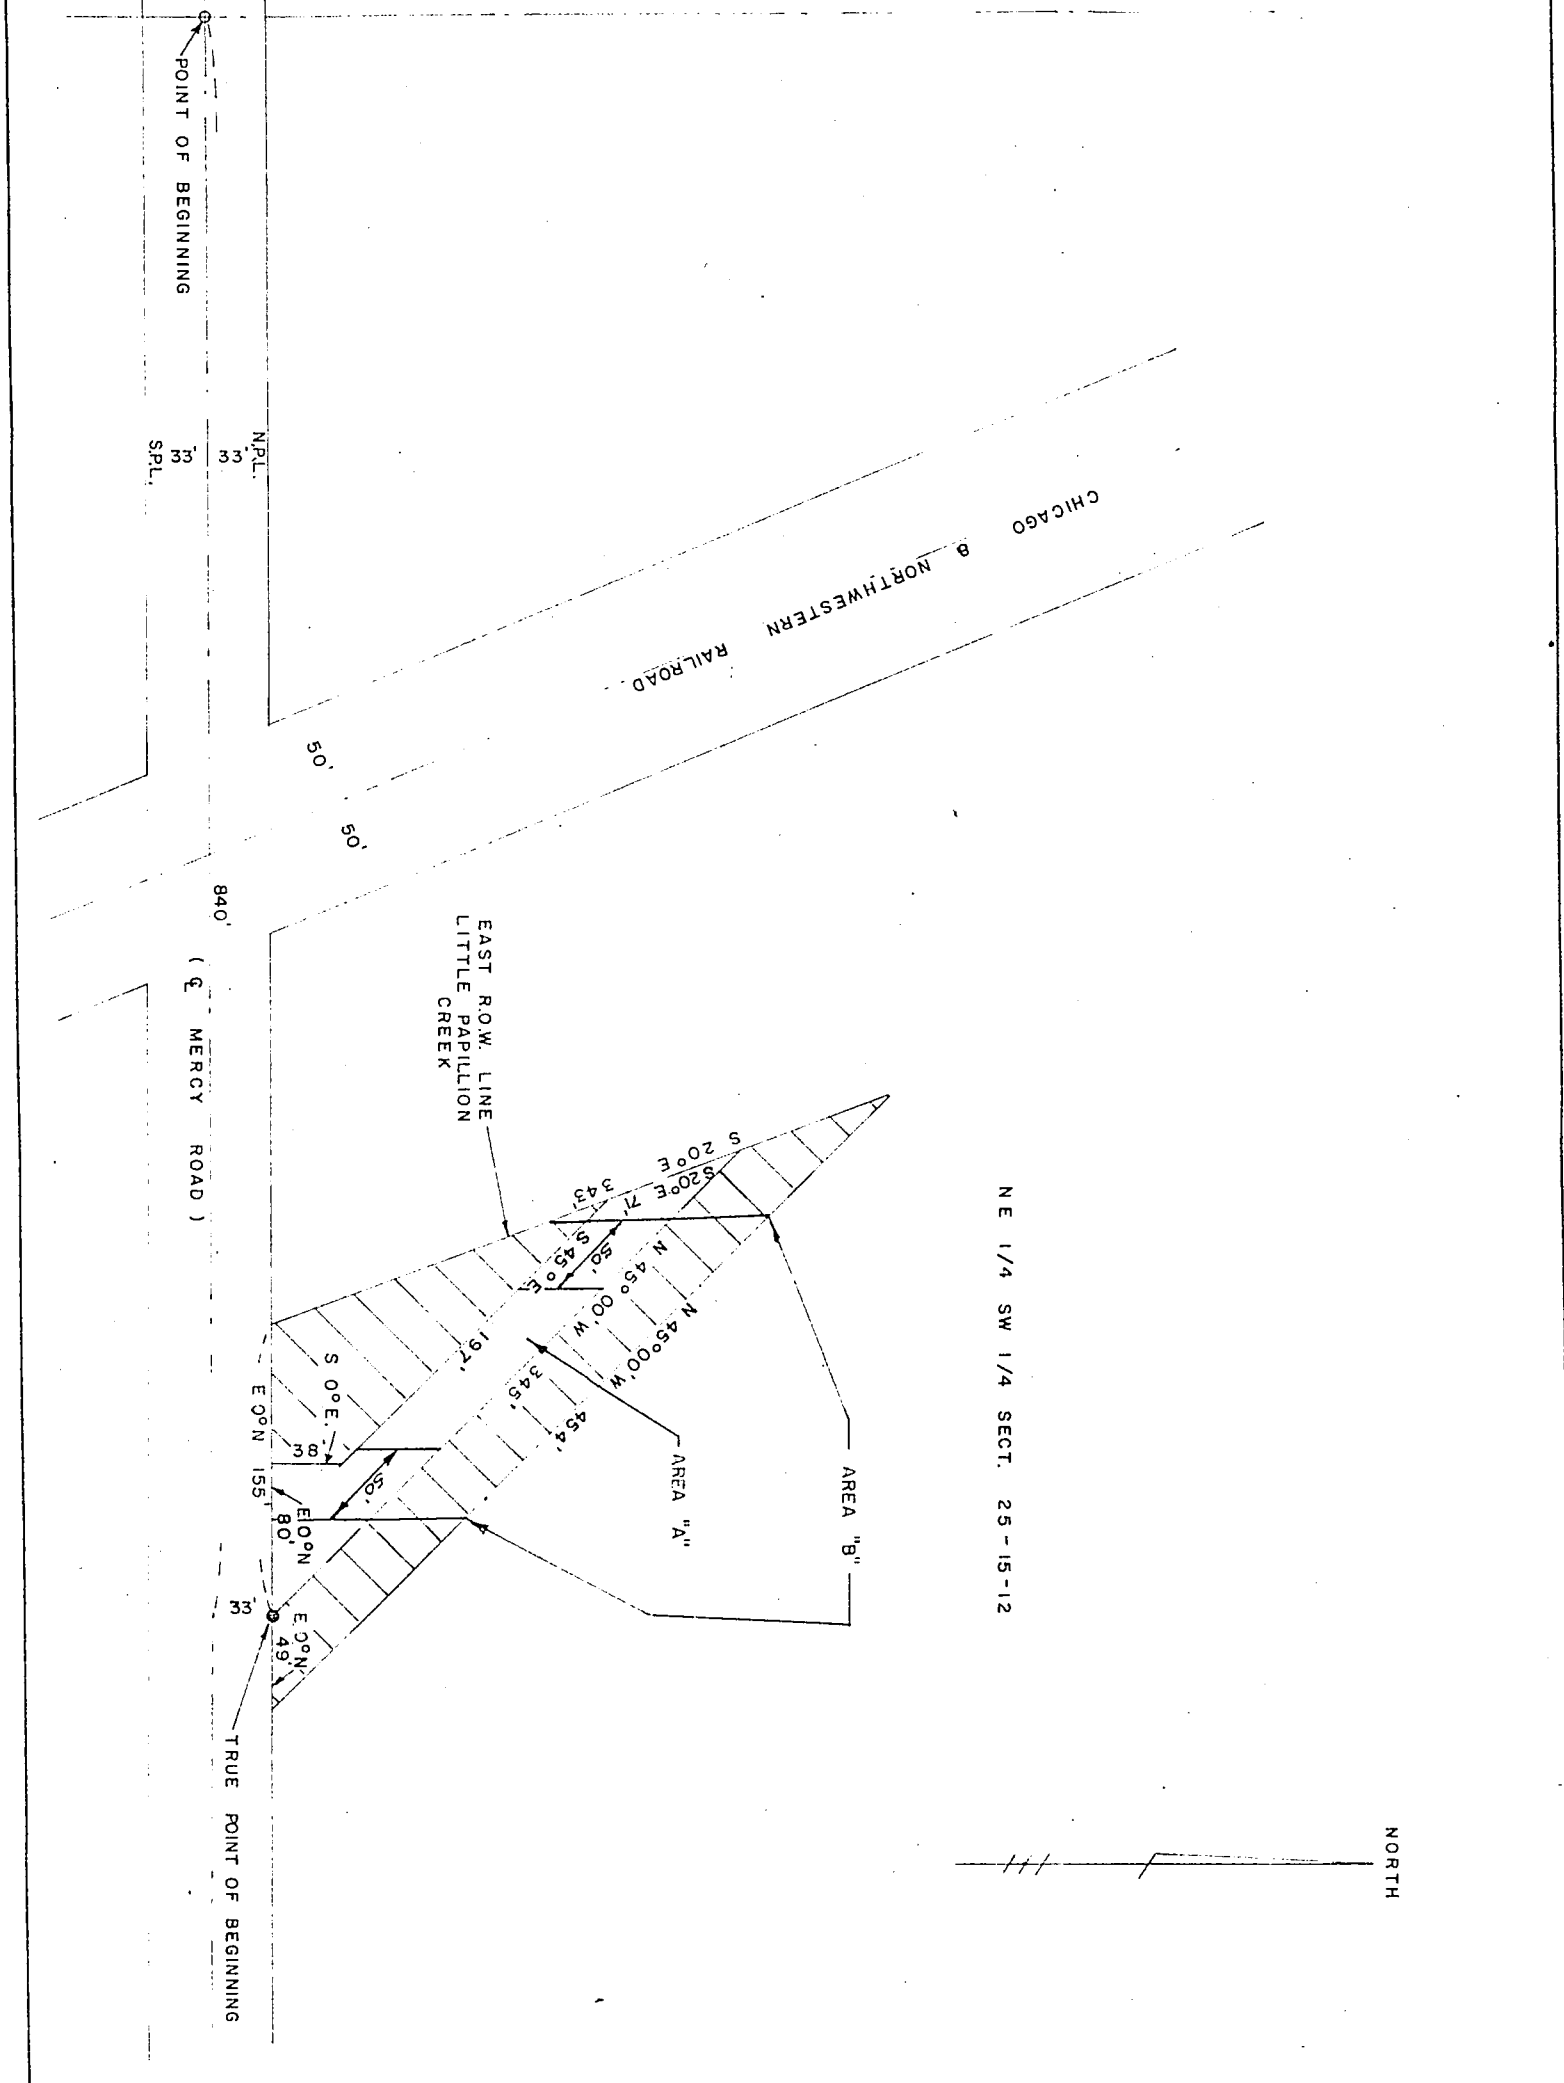 NORTH
NE 1/4 SW 1/4 SECT. 25-15-12
CHICAGO & NORTHWESTERN RAILROAD
AREA "B"
AREA "A"
S 20° E
343'
S20°E
71'
S 45° E
197'
50'
N 45° 00' W
345'
N 45°00' W
454'
EAST R.O.W. LINE
LITTLE PAPILLION
CREEK
50'
50'
S 0° E.
38'
50'
E 0°N
155'
E 0°N
80'
E 0°N
49'
33'
N.P.L.
33'
33'
S.P.L.
840'
( ℄ MERCY ROAD )
POINT OF BEGINNING
TRUE POINT OF BEGINNING